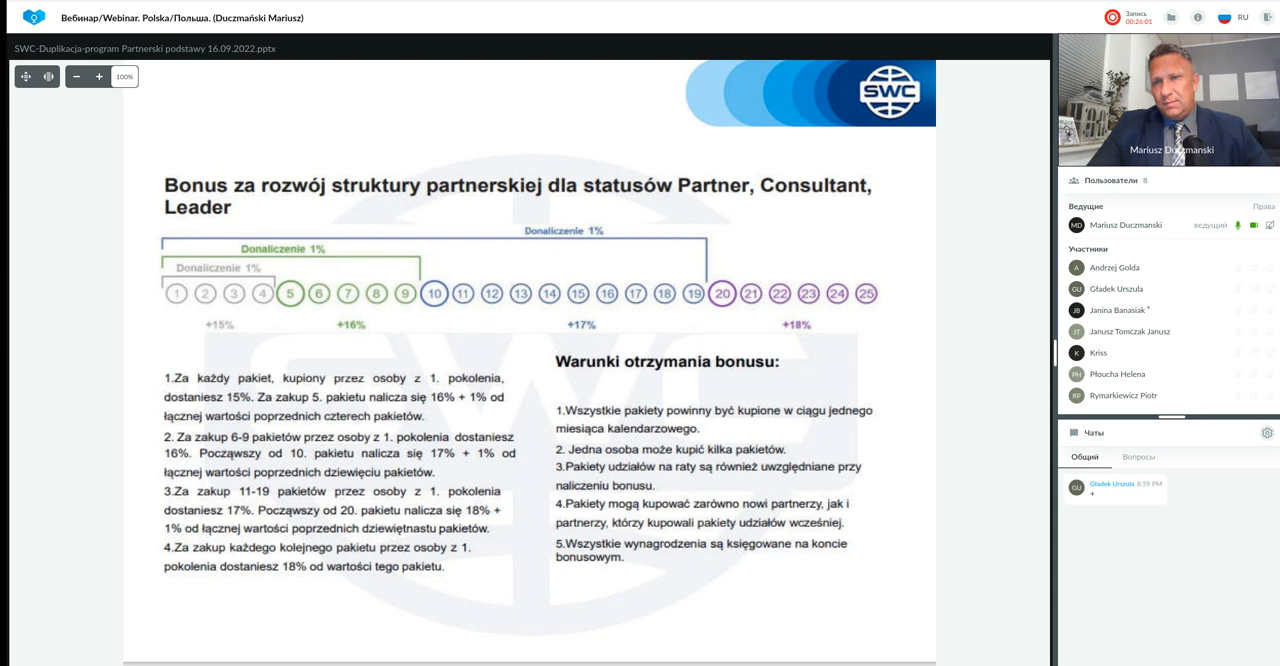 Вебинар/Webinar. Polska/Польша. (Duczmański Mariusz)
Запись
00:26:01
RU
SWC-Duplikacja-program Partnerski podstawy 16.09.2022.pptx
100%
SWC
Bonus za rozwój struktury partnerskiej dla statusów Partner, Consultant,
Leader
Donaliczenie 1%
Donaliczenie 1%
Donaliczenie 1%
1 2 3 4 5 6 7 8 9 10 11 12 13 14 15 16 17 18 19 20 21 22 23 24 25
+15% +16% +17% +18%
1.Za każdy pakiet, kupiony przez osoby z 1. pokolenia,
dostaniesz 15%. Za zakup 5. pakietu nalicza się 16% + 1% od
łącznej wartości poprzednich czterech pakietów.
2. Za zakup 6-9 pakietów przez osoby z 1. pokolenia dostaniesz
16%. Począwszy od 10. pakietu nalicza się 17% + 1% od
łącznej wartości poprzednich dziewięciu pakietów.
3.Za zakup 11-19 pakietów przez osoby z 1. pokolenia
dostaniesz 17%. Począwszy od 20. pakietu nalicza się 18% +
1% od łącznej wartości poprzednich dziewiętnastu pakietów.
4.Za zakup każdego kolejnego pakietu przez osoby z 1.
pokolenia dostaniesz 18% od wartości tego pakietu.
Warunki otrzymania bonusu:
1.Wszystkie pakiety powinny być kupione w ciągu jednego
miesiąca kalendarzowego.
2. Jedna osoba może kupić kilka pakietów.
3.Pakiety udziałów na raty są również uwzględniane przy
naliczeniu bonusu.
4.Pakiety mogą kupować zarówno nowi partnerzy, jak i
partnerzy, którzy kupowali pakiety udziałów wcześniej.
5.Wszystkie wynagrodzenia są księgowane na koncie
bonusowym.
Mariusz Duczmanski
Пользователи 8
Ведущие Права
MD Mariusz Duczmanski ведущий
Участники
A Andrzej Golda
GU Gładek Urszula
JB Janina Banasiak *
JT Janusz Tomczak Janusz
K Kriss
PH Płoucha Helena
RP Rymarkiewicz Piotr
Чаты
Общий Вопросы
GU Gładek Urszula 8:59 PM
+